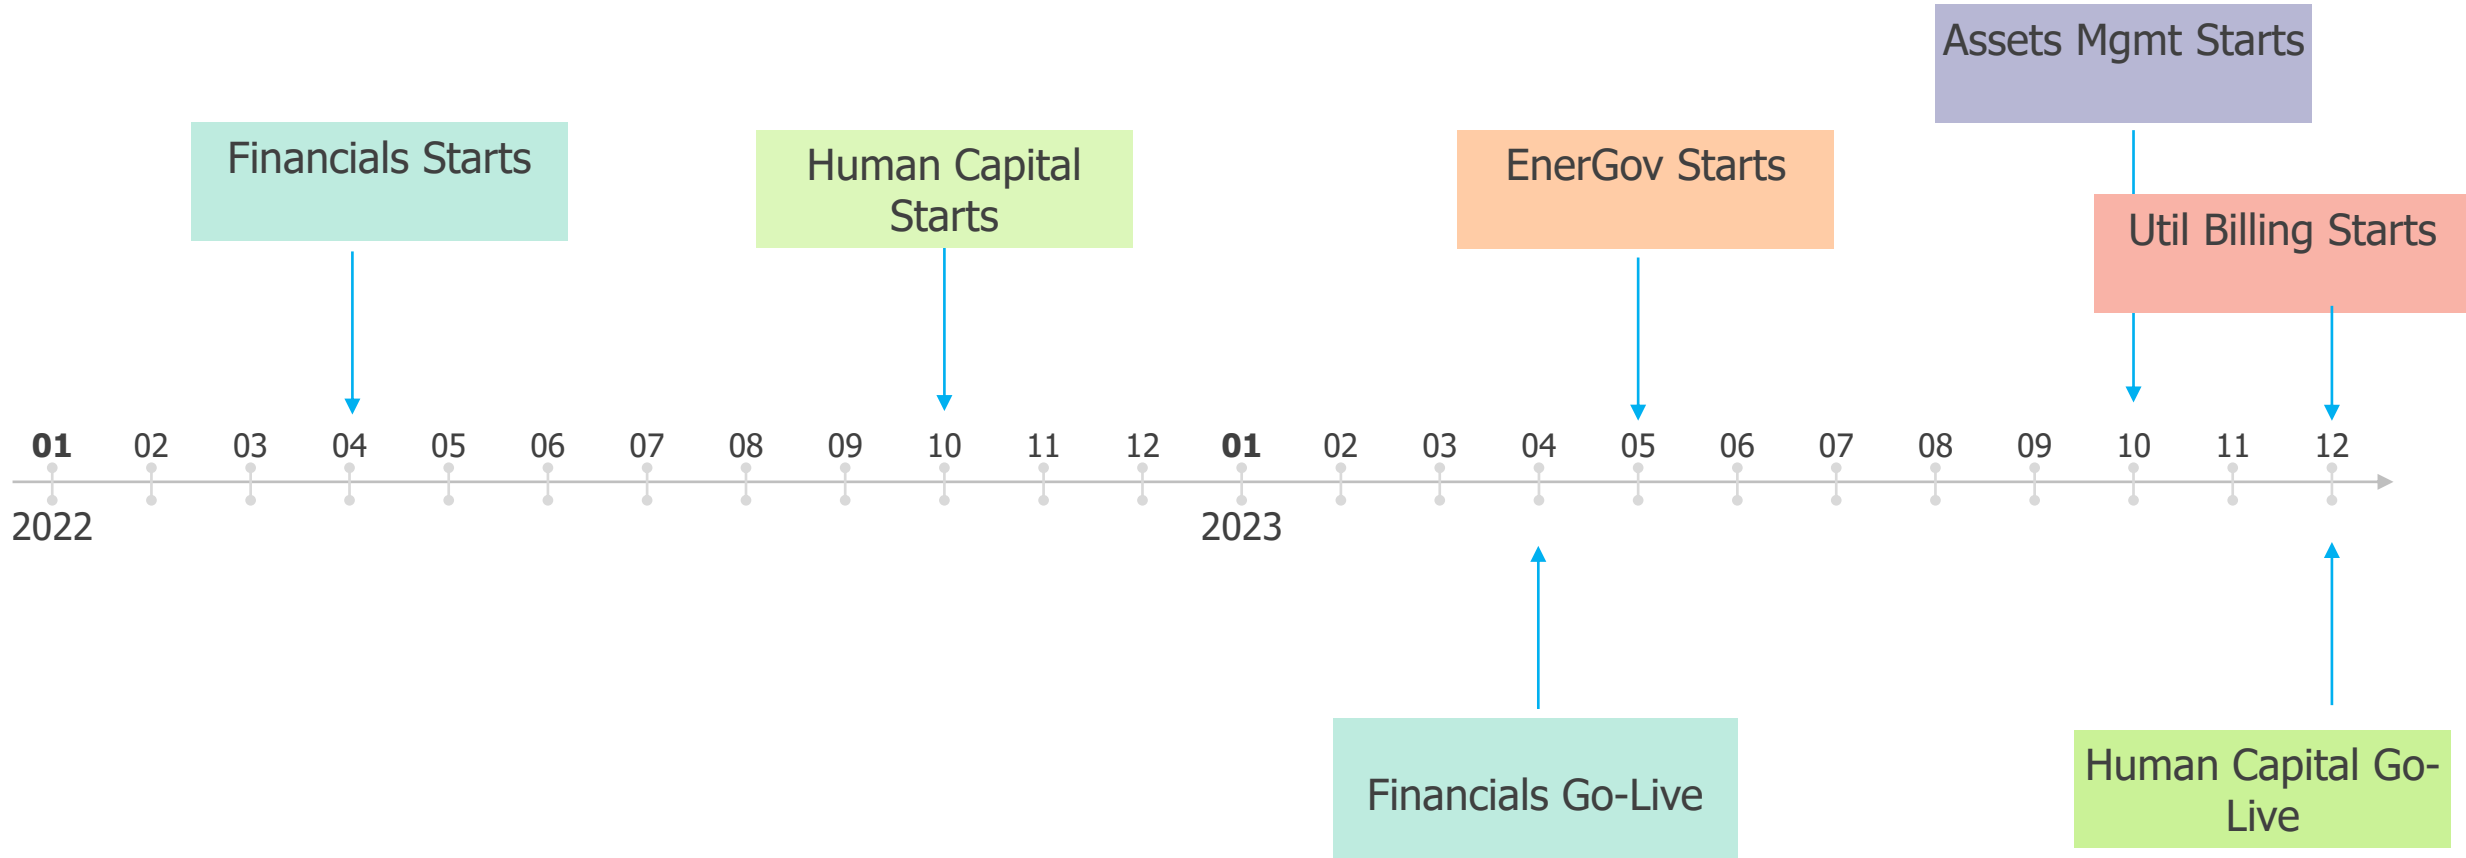 Assets Mgmt Starts
Financials Starts
Human Capital
Starts
EnerGov Starts
Util Billing Starts
01 02 03 04 05 06 07 08 09 10 11 12 01 02 03 04 05 06 07 08 09 10 11 12
2022 2023
Financials Go-Live
Human Capital Go-
Live